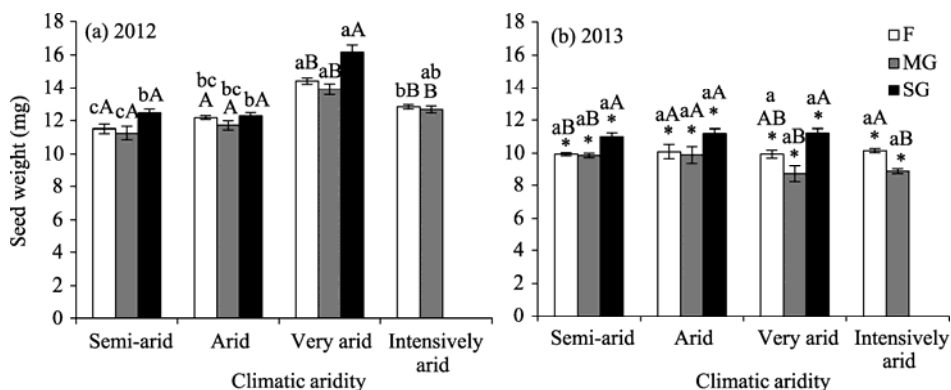 (a) 2012
Seed weight (mg)
18
16
14
12
10
8
6
4
2
0
cA cA bA
bc A bc A bA
aB aB aA
bB ab B
Semi-arid Arid Very arid Intensively arid
Climatic aridity
(b) 2013
F
MG
SG
18
16
14
12
10
8
6
4
2
0
aB * aB * aA *
aA * aA * aA *
a AB * aB * aA *
aA * aB *
Semi-arid Arid Very arid Intensively arid
Climatic aridity